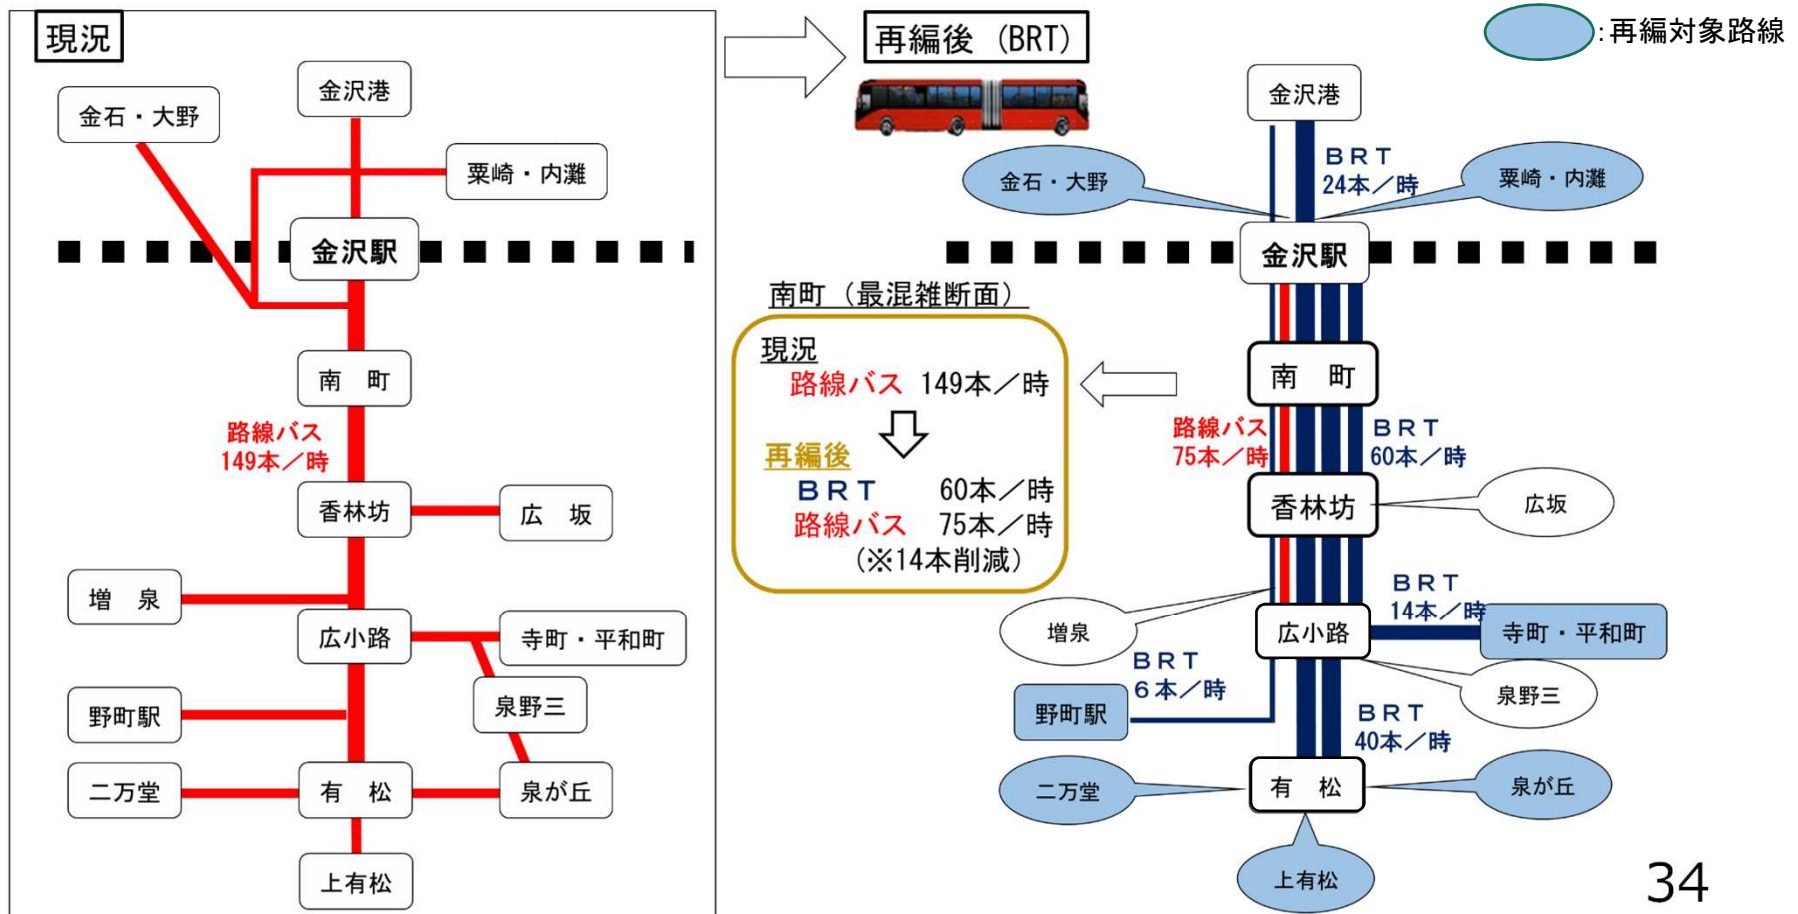 現況
金石・大野
金沢港
粟崎・内灘
金沢駅
南 町
路線バス
149本／時
香林坊
広 坂
増 泉
広小路
寺町・平和町
泉野三
野町駅
二万堂
有 松
泉が丘
上有松
再編後（BRT）
:再編対象路線
金沢港
BRT
24本／時
金石・大野
粟崎・内灘
金沢駅
南町（最混雑断面）
現況
路線バス 149本／時
再編後
BRT 60本／時
路線バス 75本／時
（※14本削減）
南 町
路線バス
75本／時
BRT
60本／時
香林坊
広坂
BRT
14本／時
増泉
広小路
寺町・平和町
BRT
6本／時
泉野三
野町駅
BRT
40本／時
二万堂
有 松
泉が丘
上有松
34